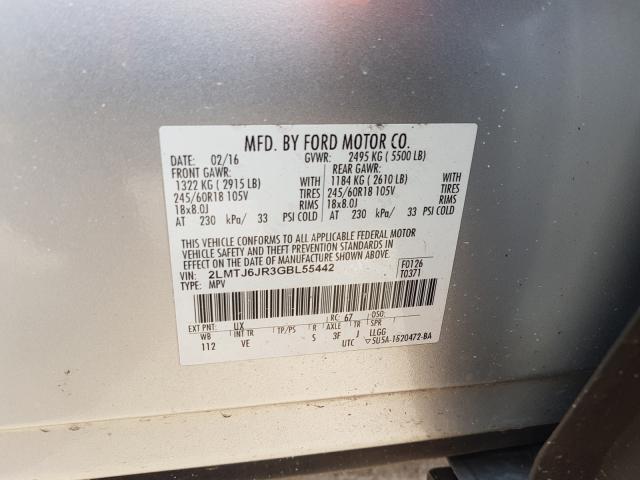 MFD. BY FORD MOTOR CO.
DATE: 02/16 GVWR: 2495 KG ( 5500 LB)
FRONT GAWR: REAR GAWR:
1322 KG ( 2915 LB) WITH 1184 KG ( 2610 LB) WITH
245/60R18 105V TIRES 245/60R18 105V TIRES
18x8.0J RIMS 18x8.0J RIMS
AT 230 kPa/ 33 PSI COLD AT 230 kPa/ 33 PSI COLD
THIS VEHICLE CONFORMS TO ALL APPLICABLE FEDERAL MOTOR
VEHICLE SAFETY AND THEFT PREVENTION STANDARDS IN
EFFECT ON THE DATE OF MANUFACTURE SHOWN ABOVE.
VIN: 2LMTJ6JR3GBL55442 F0126
TYPE: MPV T0371
EXT PNT: UX RC: 67 DSO:
WB INT TR TP/PS R AXLE TR SPR
112 VE S 3F J LLGG
UTC ▽5U5A-1520472-BA